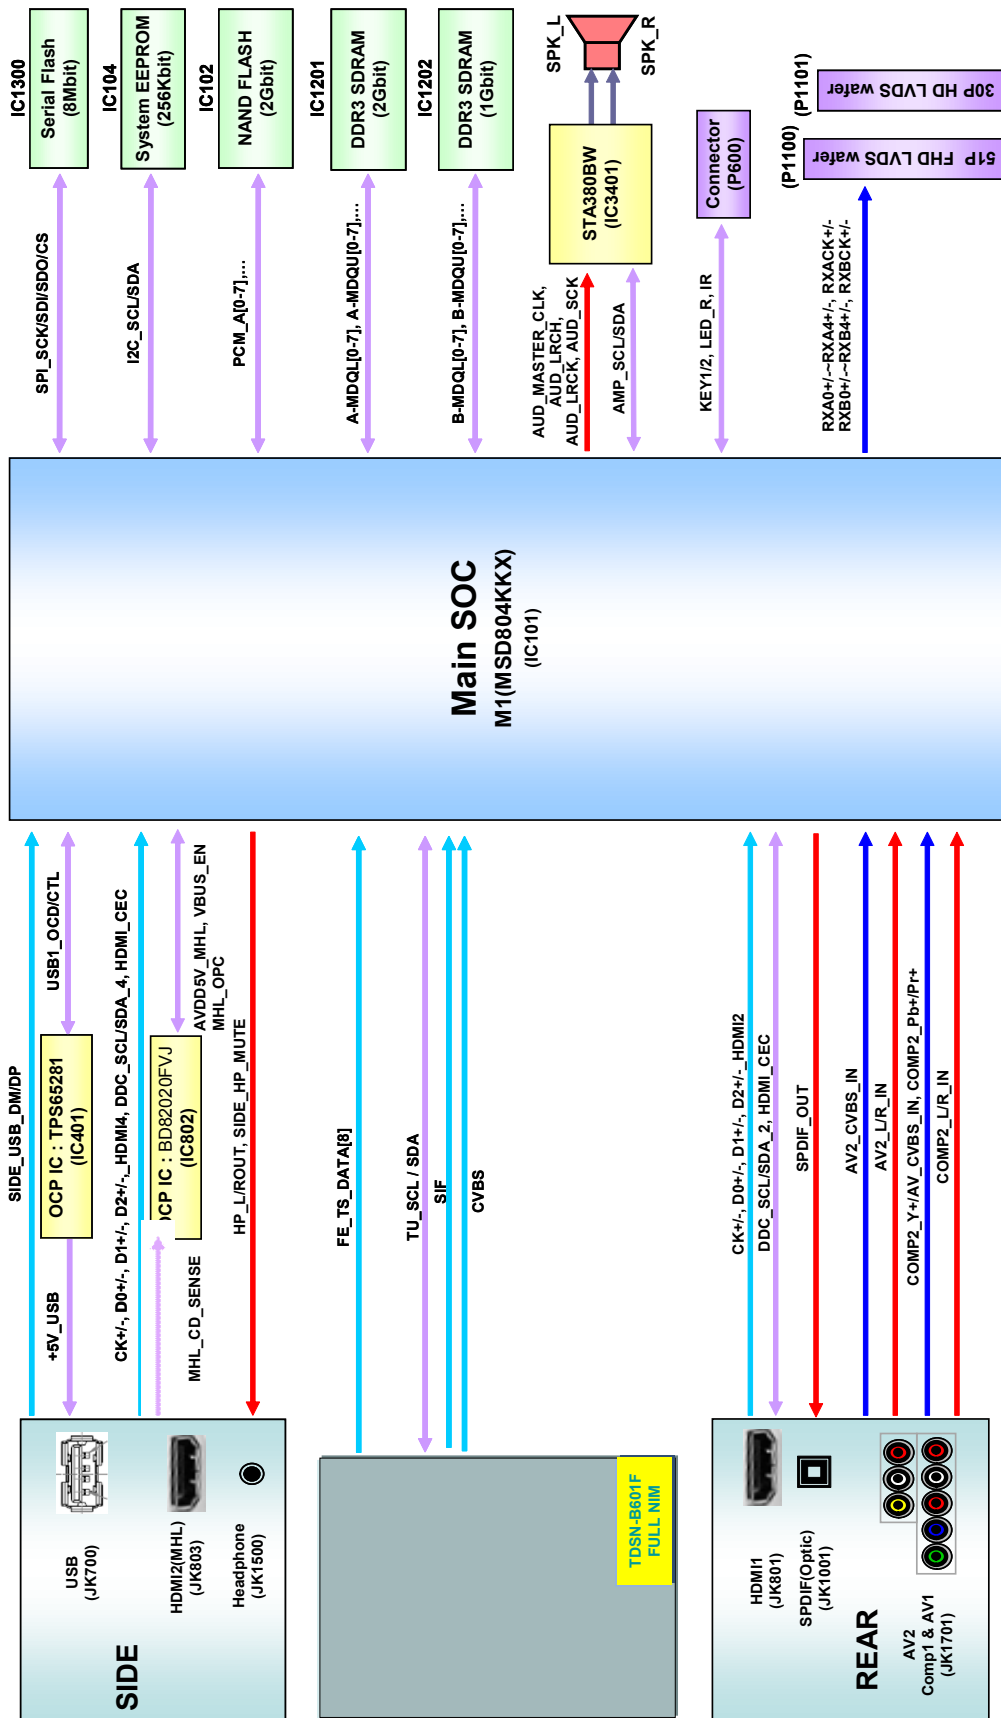 IC1300
Serial Flash
(8Mbit)
IC104
System EEPROM
(256Kbit)
IC102
NAND FLASH
(2Gbit)
IC1201
DDR3 SDRAM
(2Gbit)
IC1202
DDR3 SDRAM
(1Gbit)
SPK_L
SPK_R
STA380BW
(IC3401)
Connector
(P600)
(P1100)
51P FHD LVDS wafer
(P1101)
30P HD LVDS wafer
SPI_SCK/SDI/SDO/CS
I2C_SCL/SDA
PCM_A[0-7],...
A-MDQL[0-7], A-MDQU[0-7],...
B-MDQL[0-7], B-MDQU[0-7],...
AUD_MASTER_CLK,
AUD_LRCH,
AUD_LRCK, AUD_SCK
AMP_SCL/SDA
KEY1/2, LED_R, IR
RXA0+/-~RXA4+/-, RXACK+/-
RXB0+/-~RXB4+/-, RXBCK+/-
Main SOC
M1(MSD804KKX)
(IC101)
SIDE_USB_DM/DP
USB1_OCD/CTL
OCP IC : TPS65281
(IC401)
+5V_USB
CK+/-, D0+/-, D1+/-, D2+/-_HDMI4, DDC_SCL/SDA_4, HDMI_CEC
AVDD5V_MHL, VBUS_EN
MHL_OPC
OCP IC : BD82020FVJ
(IC802)
MHL_CD_SENSE
HP_L/ROUT, SIDE_HP_MUTE
FE_TS_DATA[8]
TU_SCL / SDA
SIF
CVBS
CK+/-, D0+/-, D1+/-, D2+/-_HDMI2
DDC_SCL/SDA_2, HDMI_CEC
SPDIF_OUT
AV2_CVBS_IN
AV2_L/R_IN
COMP2_Y+/AV_CVBS_IN, COMP2_Pb+/Pr+
COMP2_L/R_IN
USB
(JK700)
HDMI2(MHL)
(JK803)
Headphone
(JK1500)
SIDE
TDSN-B601F
FULL NIM
HDMI1
(JK801)
SPDIF(Optic)
(JK1001)
REAR
AV2
Comp1 & AV1
(JK1701)